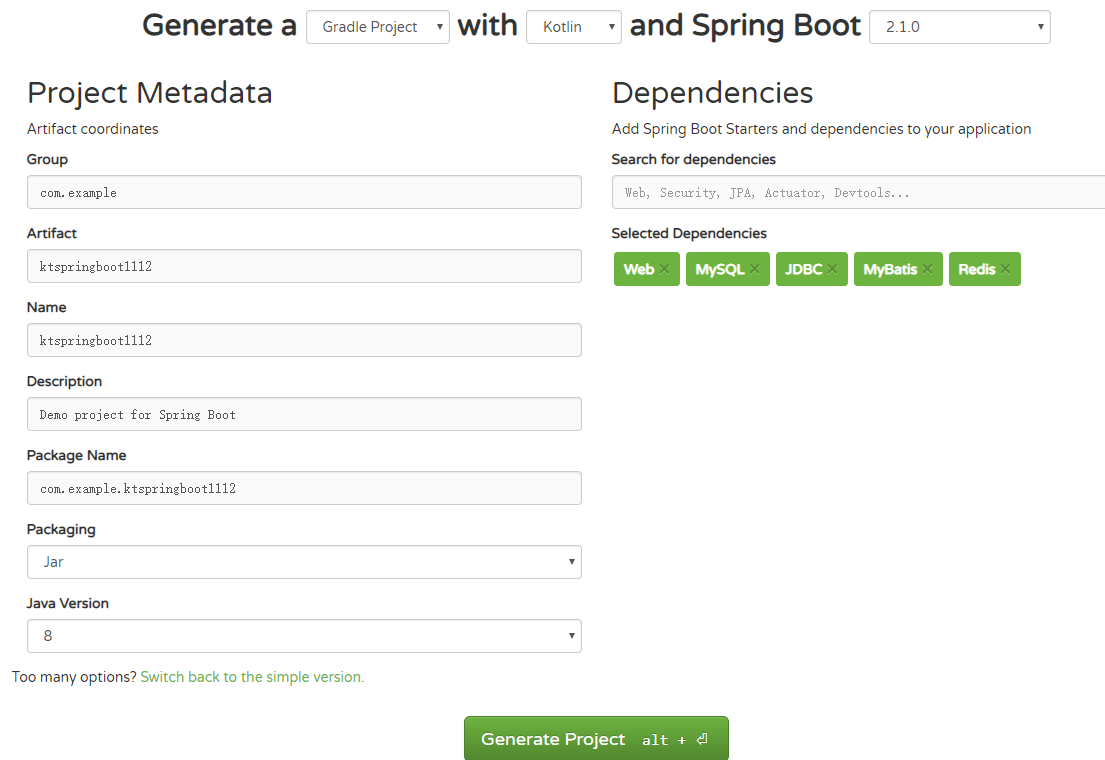 Generate a Gradle Project with Kotlin and Spring Boot 2.1.0
Project Metadata
Artifact coordinates
Group
com.example
Artifact
ktspringboot1112
Name
ktspringboot1112
Description
Demo project for Spring Boot
Package Name
com.example.ktspringboot1112
Packaging
Jar
Java Version
8
Too many options? Switch back to the simple version.
Dependencies
Add Spring Boot Starters and dependencies to your application
Search for dependencies
Web, Security, JPA, Actuator, Devtools...
Selected Dependencies
Web × MySQL × JDBC × MyBatis × Redis ×
Generate Project alt + ⏎